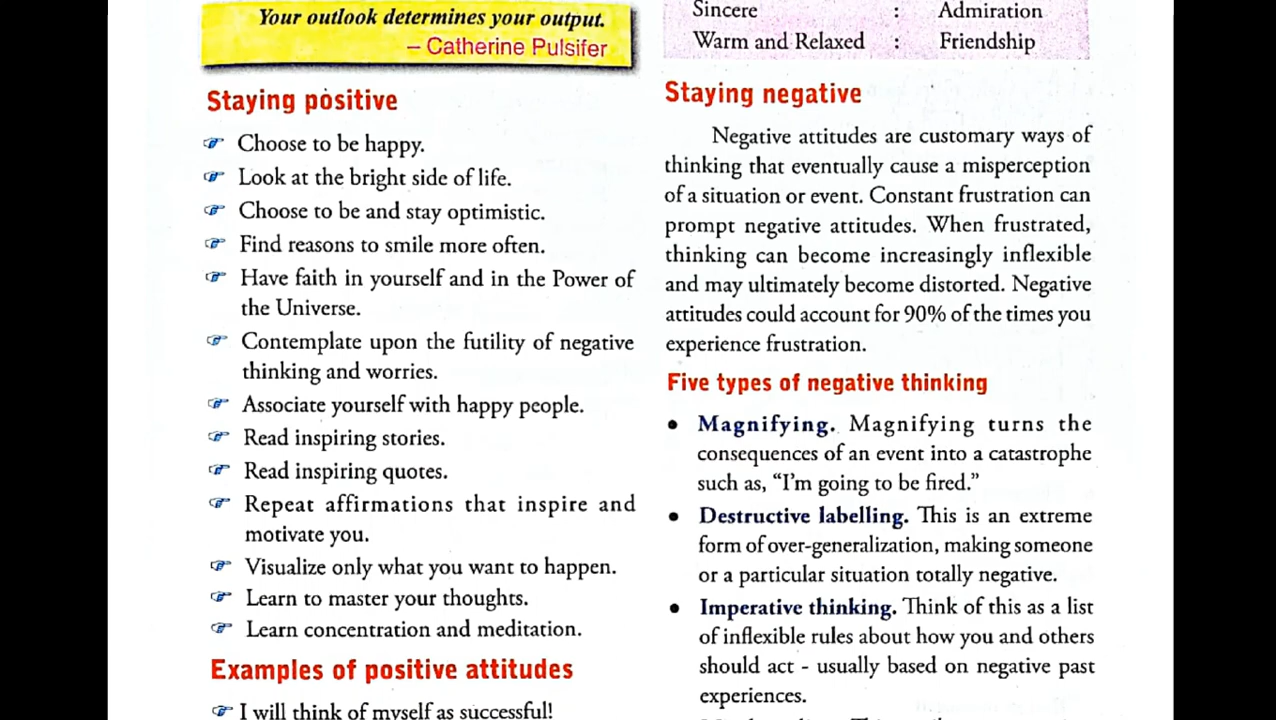 Your outlook determines your output.
– Catherine Pulsifer
Staying positive
Choose to be happy.
Look at the bright side of life.
Choose to be and stay optimistic.
Find reasons to smile more often.
Have faith in yourself and in the Power of
the Universe.
Contemplate upon the futility of negative
thinking and worries.
Associate yourself with happy people.
Read inspiring stories.
Read inspiring quotes.
Repeat affirmations that inspire and
motivate you.
Visualize only what you want to happen.
Learn to master your thoughts.
Learn concentration and meditation.
Examples of positive attitudes
I will think of myself as successful!
Sincere : Admiration
Warm and Relaxed : Friendship
Staying negative
Negative attitudes are customary ways of
thinking that eventually cause a misperception
of a situation or event. Constant frustration can
prompt negative attitudes. When frustrated,
thinking can become increasingly inflexible
and may ultimately become distorted. Negative
attitudes could account for 90% of the times you
experience frustration.
Five types of negative thinking
• Magnifying. Magnifying turns the
consequences of an event into a catastrophe
such as, “I’m going to be fired.”
• Destructive labelling. This is an extreme
form of over-generalization, making someone
or a particular situation totally negative.
• Imperative thinking. Think of this as a list
of inflexible rules about how you and others
should act - usually based on negative past
experiences.